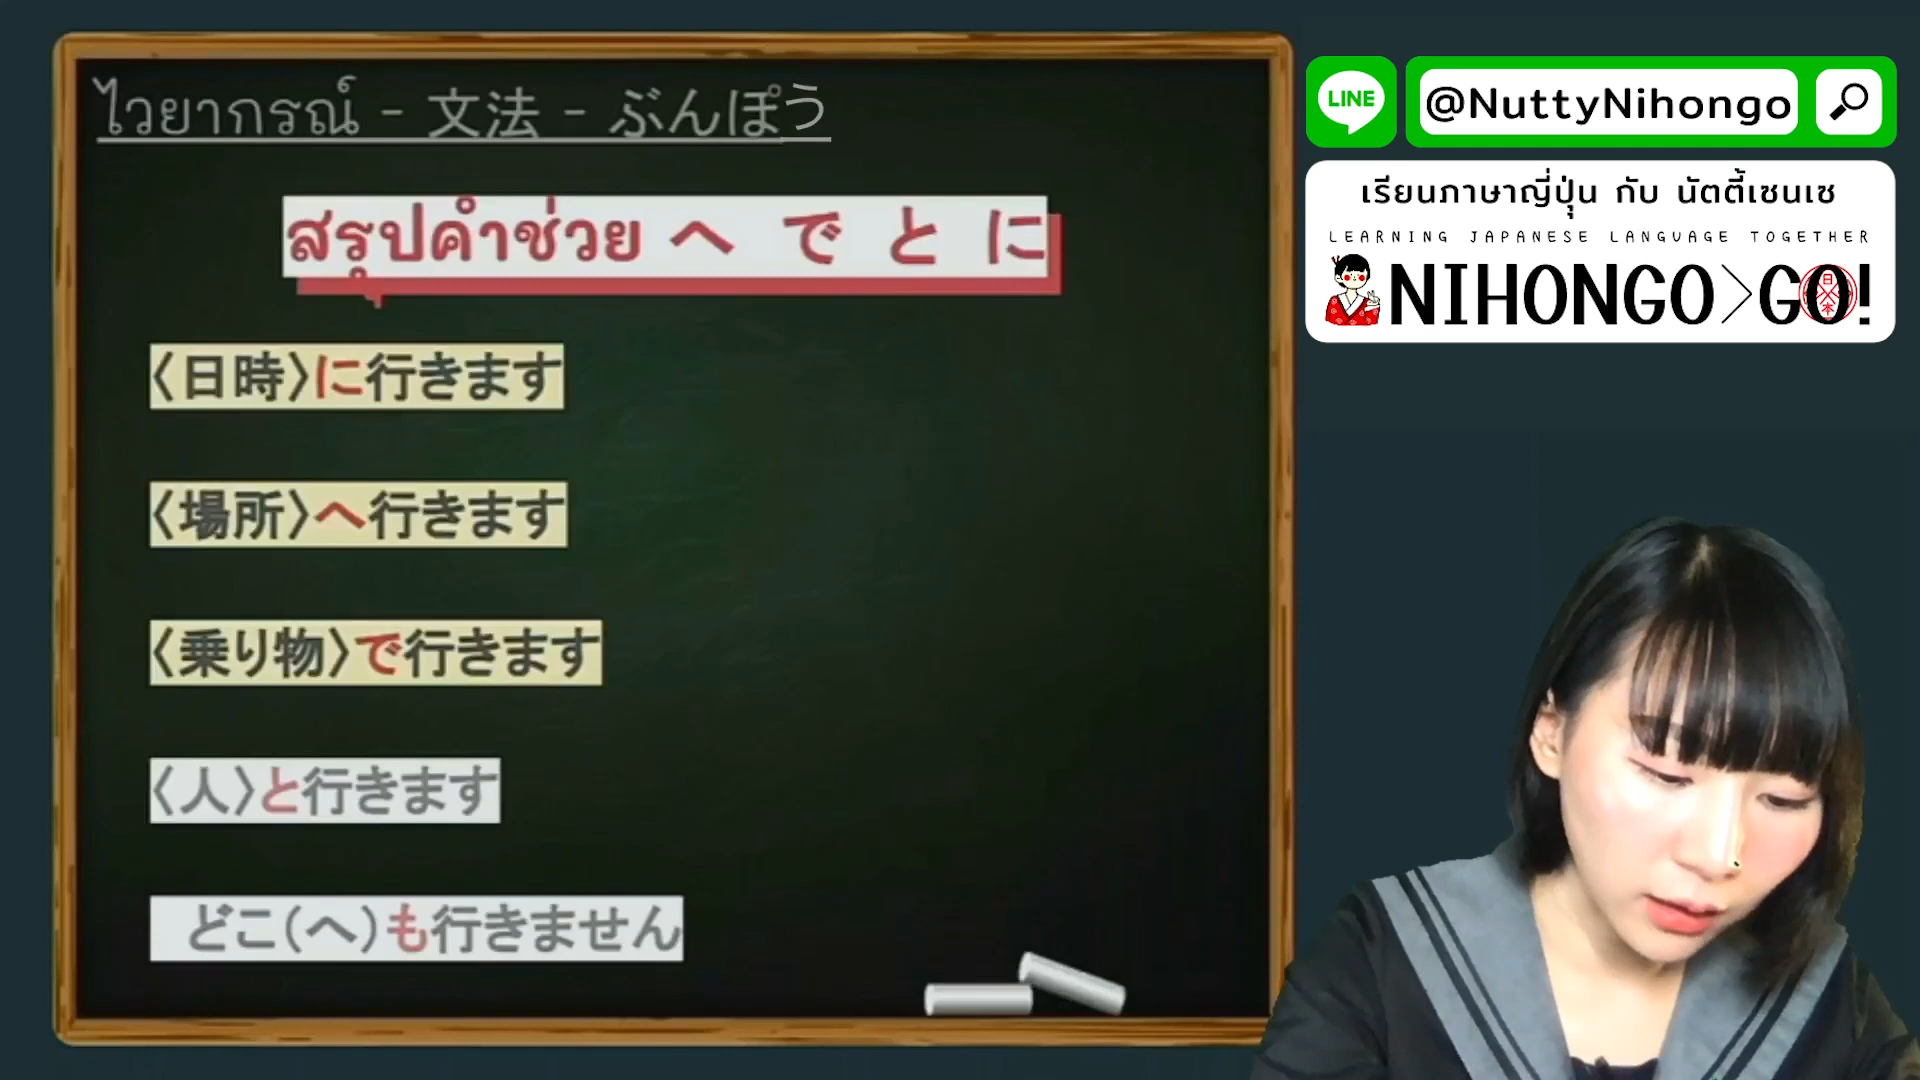 ไวยากรณ์ - 文法 - ぶんぽう
สรุปคำช่วย へ で と に
〈日時〉に行きます
〈場所〉へ行きます
〈乗り物〉で行きます
〈人〉と行きます
どこ(へ)も行きません
LINE
@NuttyNihongo
เรียนภาษาญี่ปุ่น กับ นัตตี้เซนเซ
LEARNING JAPANESE LANGUAGE TOGETHER
NIHONGO>GO!
日本